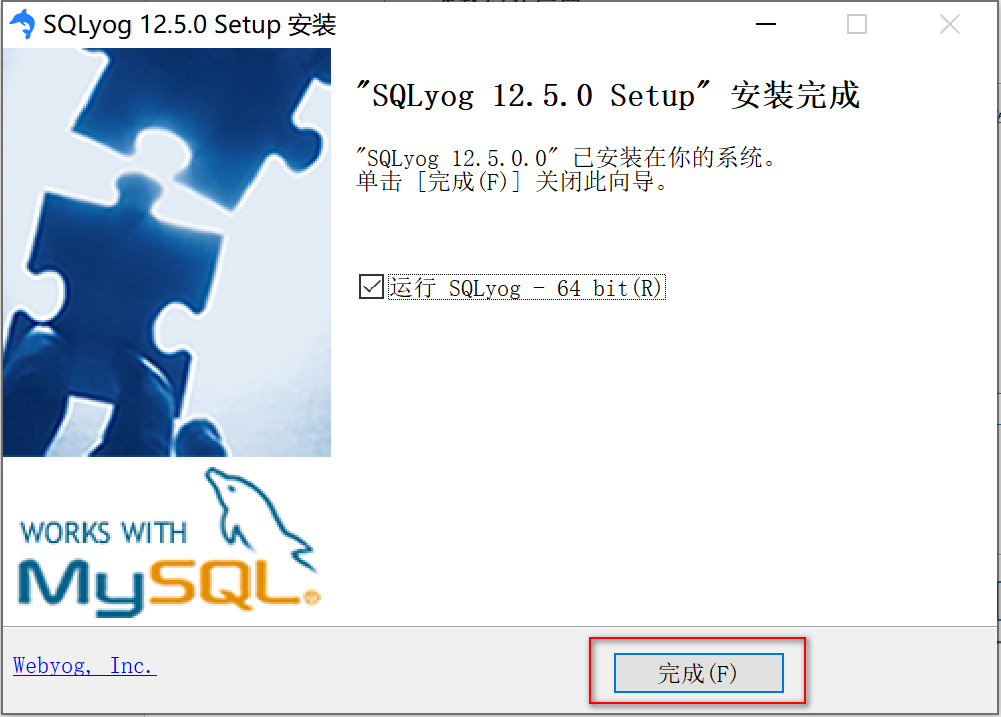 SQLyog 12.5.0 Setup 安装
"SQLyog 12.5.0 Setup" 安装完成
"SQLyog 12.5.0.0" 已安装在你的系统。
单击 [完成(F)] 关闭此向导。
运行 SQLyog - 64 bit(R)
WORKS WITH
MySQL
Webyog, Inc.
完成(F)